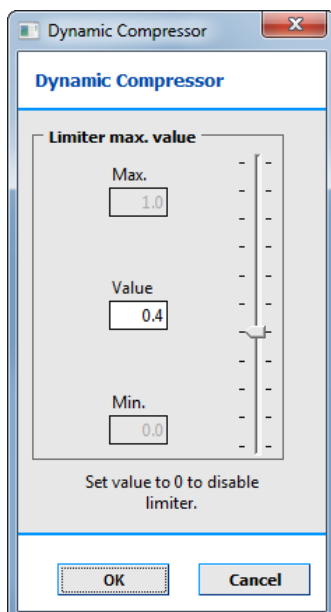 Dynamic Compressor
Dynamic Compressor
Limiter max. value
Max.
1.0
Value
0.4
Min.
0.0
Set value to 0 to disable
limiter.
OK
Cancel